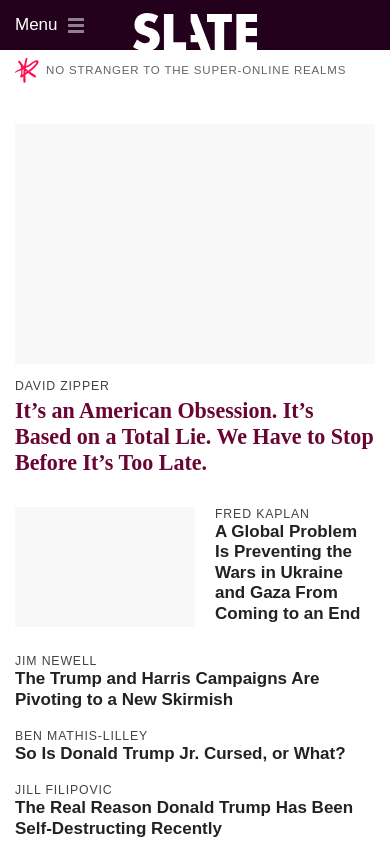 Menu
SLATE
NO STRANGER TO THE SUPER-ONLINE REALMS
DAVID ZIPPER
It’s an American Obsession. It’s
Based on a Total Lie. We Have to Stop
Before It’s Too Late.
FRED KAPLAN
A Global Problem
Is Preventing the
Wars in Ukraine
and Gaza From
Coming to an End
JIM NEWELL
The Trump and Harris Campaigns Are
Pivoting to a New Skirmish
BEN MATHIS-LILLEY
So Is Donald Trump Jr. Cursed, or What?
JILL FILIPOVIC
The Real Reason Donald Trump Has Been
Self-Destructing Recently